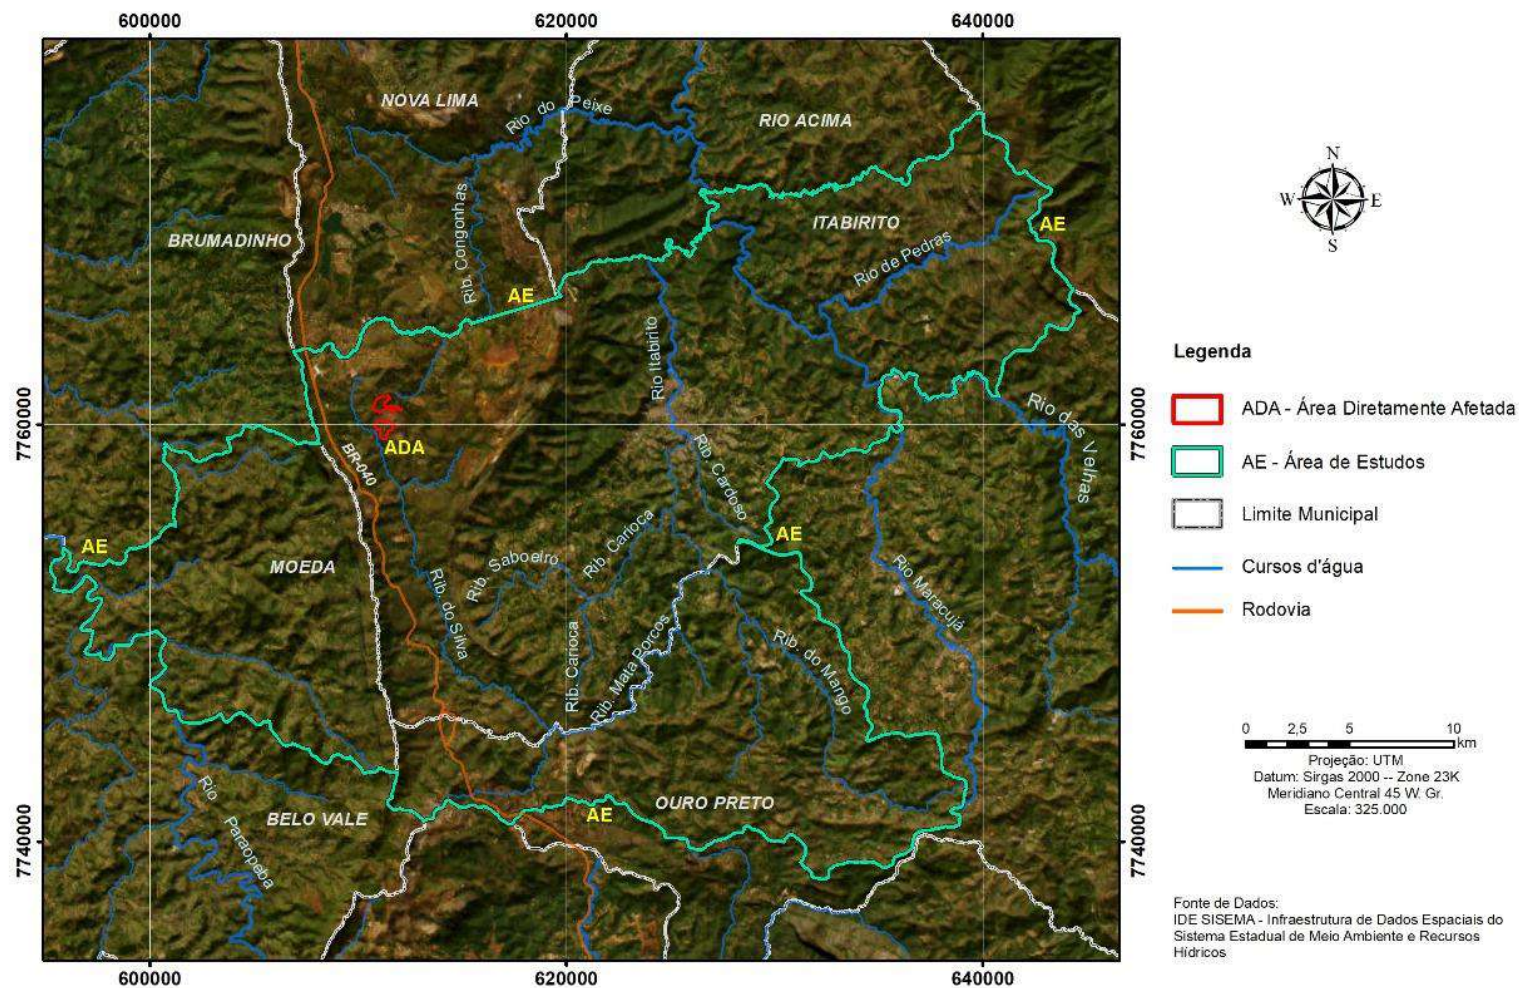 600000
620000
640000
NOVA LIMA
Rio do Peixe
RIO ACIMA
N
W
E
S
BRUMADINHO
Rib. Congonhas
ITABIRITO
AE
Rio de Pedras
AE
Rio Itabirito
Legenda
7760000
7760000
ADA - Área Diretamente Afetada
Rio das Velhas
ADA
BR-040
Rib. Cardoso
AE - Área de Estudos
Limite Municipal
AE
AE
MOEDA
Rib. Saboeiro
Rib. Carioca
Rio Maracujá
Cursos d'água
Rib. do Silva
Rodovia
Rib. Carioca
Rib. Mata Porcos
Rib. do Mango
0 2,5 5 10
km
Projeção: UTM
Datum: Sirgas 2000 -- Zone 23K
Meridiano Central 45 W. Gr.
Escala: 325.000
Rio Paraopeba
BELO VALE
AE
OURO PRETO
7740000
7740000
Fonte de Dados:
IDE SISEMA - Infraestrutura de Dados Espaciais do
Sistema Estadual de Meio Ambiente e Recursos
Hídricos
600000
620000
640000